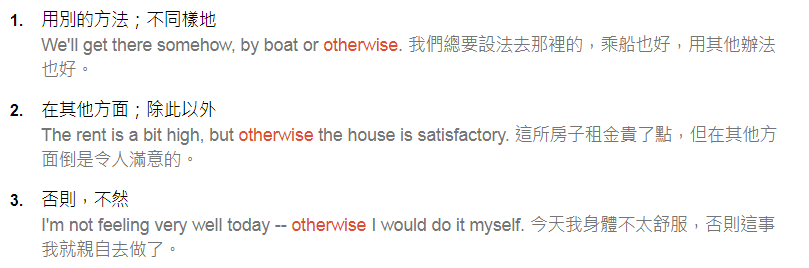 1. 用別的方法；不同樣地
We'll get there somehow, by boat or otherwise. 我們總要設法去那裡的，乘船也好，用其他辦法
也好。
2. 在其他方面；除此以外
The rent is a bit high, but otherwise the house is satisfactory. 這所房子租金貴了點，但在其他方
面倒是令人滿意的。
3. 否則，不然
I'm not feeling very well today -- otherwise I would do it myself. 今天我身體不太舒服，否則這事
我就親自去做了。